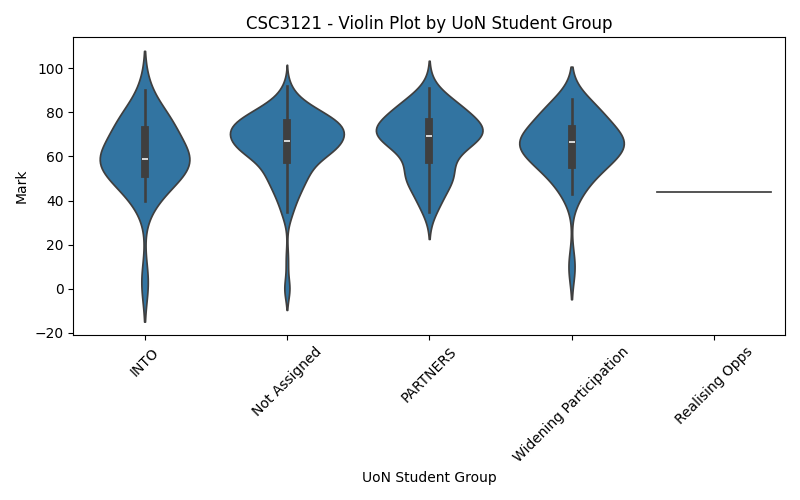 CSC3121 - Violin Plot by UoN Student Group
Mark
100
80
60
40
20
0
−20
INTO
Not Assigned
PARTNERS
Widening Participation
Realising Opps
UoN Student Group